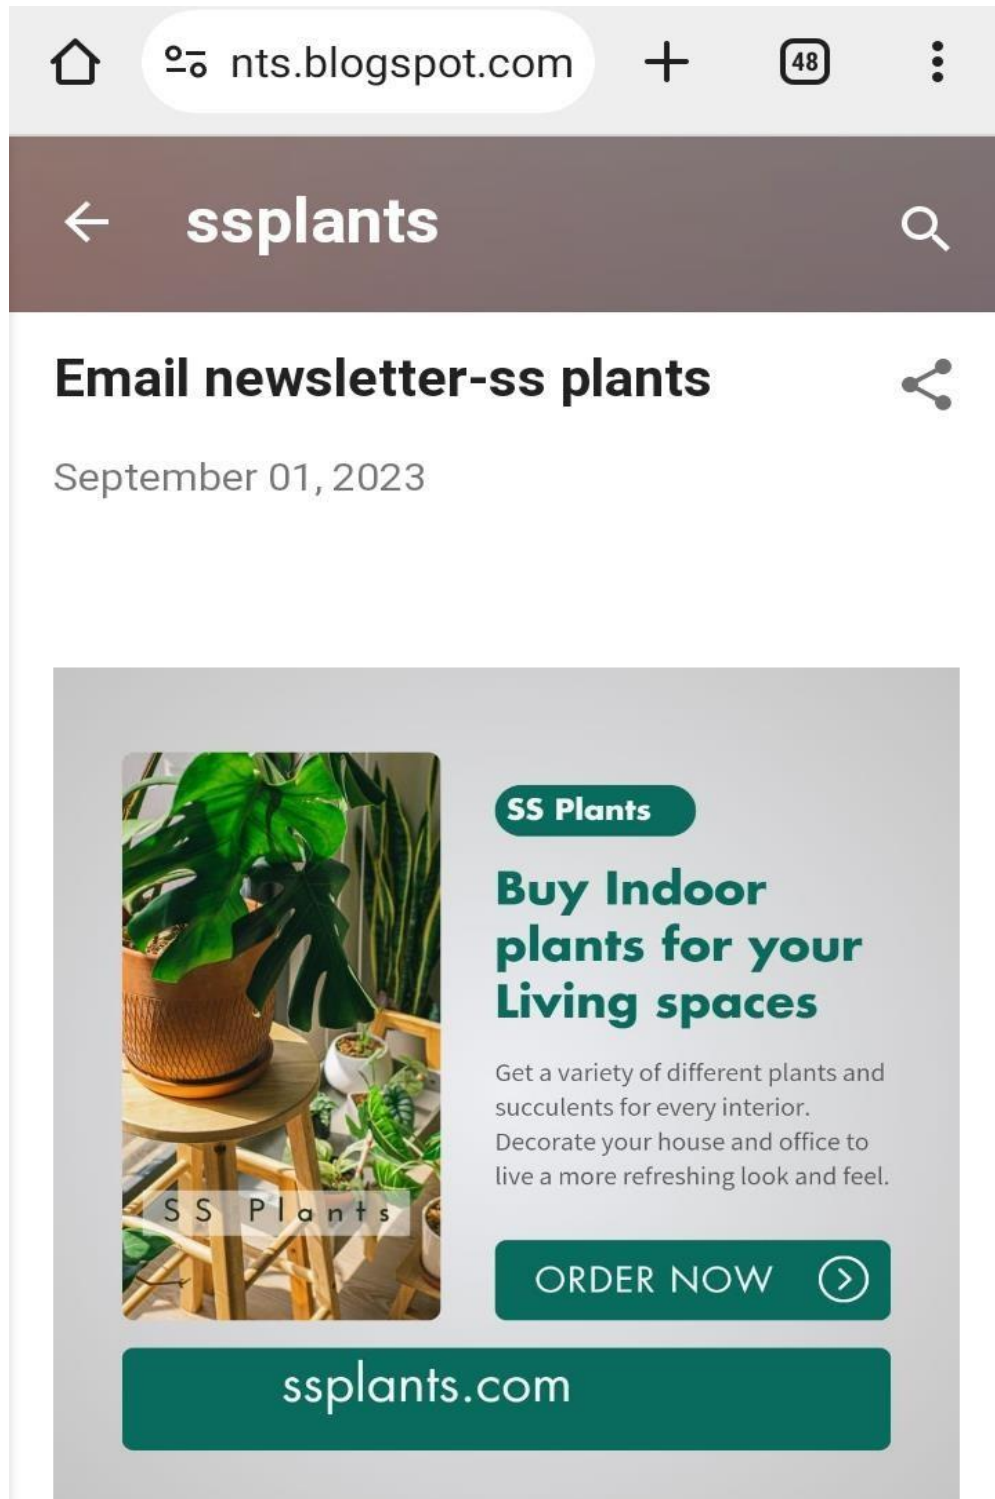 nts.blogspot.com
48
ssplants
Email newsletter-ss plants
September 01, 2023
SS Plants
Buy Indoor
plants for your
Living spaces
Get a variety of different plants and
succulents for every interior.
Decorate your house and office to
live a more refreshing look and feel.
SS Plants
ORDER NOW
ssplants.com